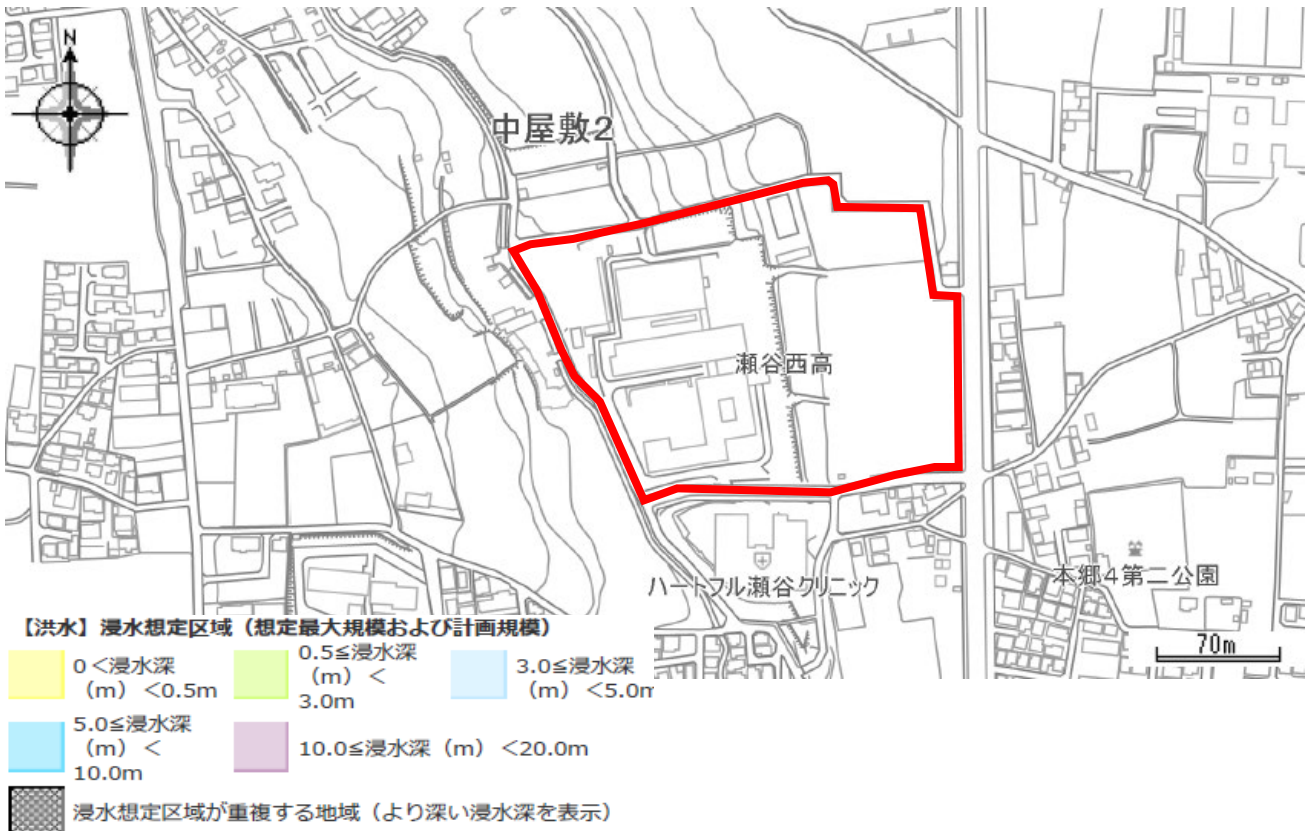 N
中屋敷2
瀬谷西高
ハートフル瀬谷クリニック
本郷4第二公園
70m
【洪水】浸水想定区域（想定最大規模および計画規模）
0＜浸水深
（m）＜0.5m
0.5≦浸水深
（m）＜
3.0m
3.0≦浸水深
（m）＜5.0m
5.0≦浸水深
（m）＜
10.0m
10.0≦浸水深（m）＜20.0m
浸水想定区域が重複する地域（より深い浸水深を表示）